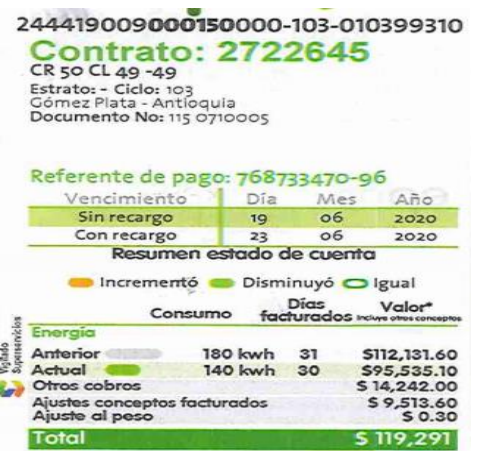 244419009000150000-103-010399310
Contrato: 2722645
CR 50 CL 49 -49
Estrato: - Ciclo: 103
Gómez Plata - Antioquia
Documento No: 115 0710005
Referente de pago: 768733470-96
Vencimiento Día Mes Año
Sin recargo 19 06 2020
Con recargo 23 06 2020
Resumen estado de cuenta
Incrementó Disminuyó Igual
Consumo Días facturados Valor*
Incluye otros conceptos
Energía
Anterior 180 kwh 31 $112,131.60
Actual 140 kwh 30 $95,535.10
Otros cobros $ 14,242.00
Ajustes conceptos facturados $ 9,513.60
Ajuste al peso $ 0.30
Total $ 119,291
Vigilado
Superservicios